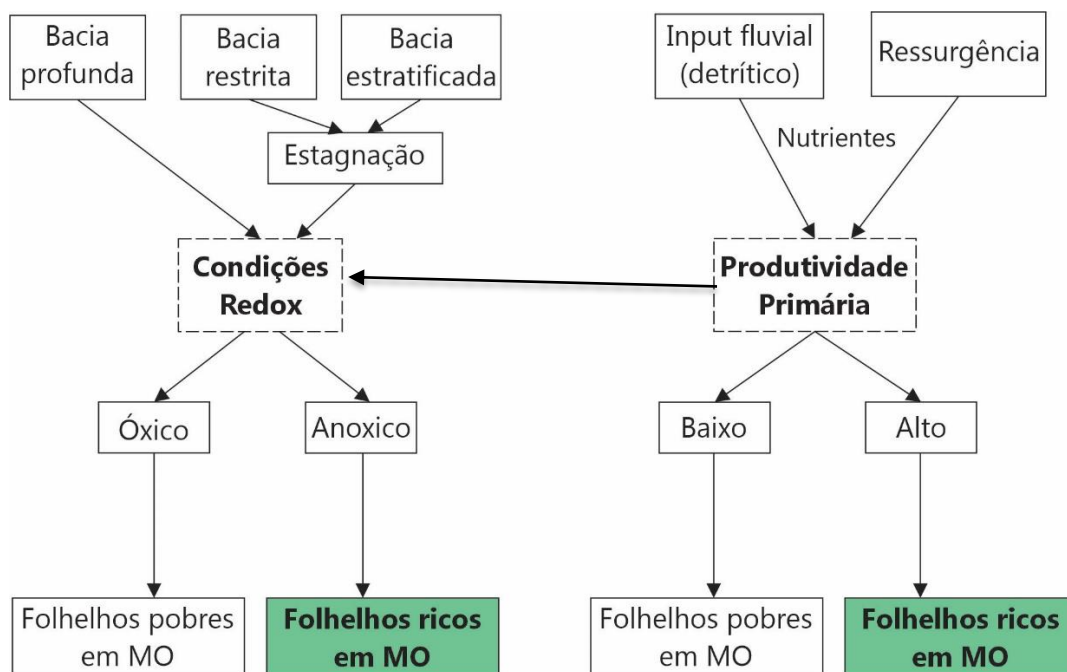 Bacia
profunda
Bacia
restrita
Bacia
estratificada
Input fluvial
(detrítico)
Ressurgência
Estagnação
Nutrientes
Condições
Redox
Produtividade
Primária
Óxico
Anoxico
Baixo
Alto
Folhelhos pobres
em MO
Folhelhos ricos
em MO
Folhelhos pobres
em MO
Folhelhos ricos
em MO